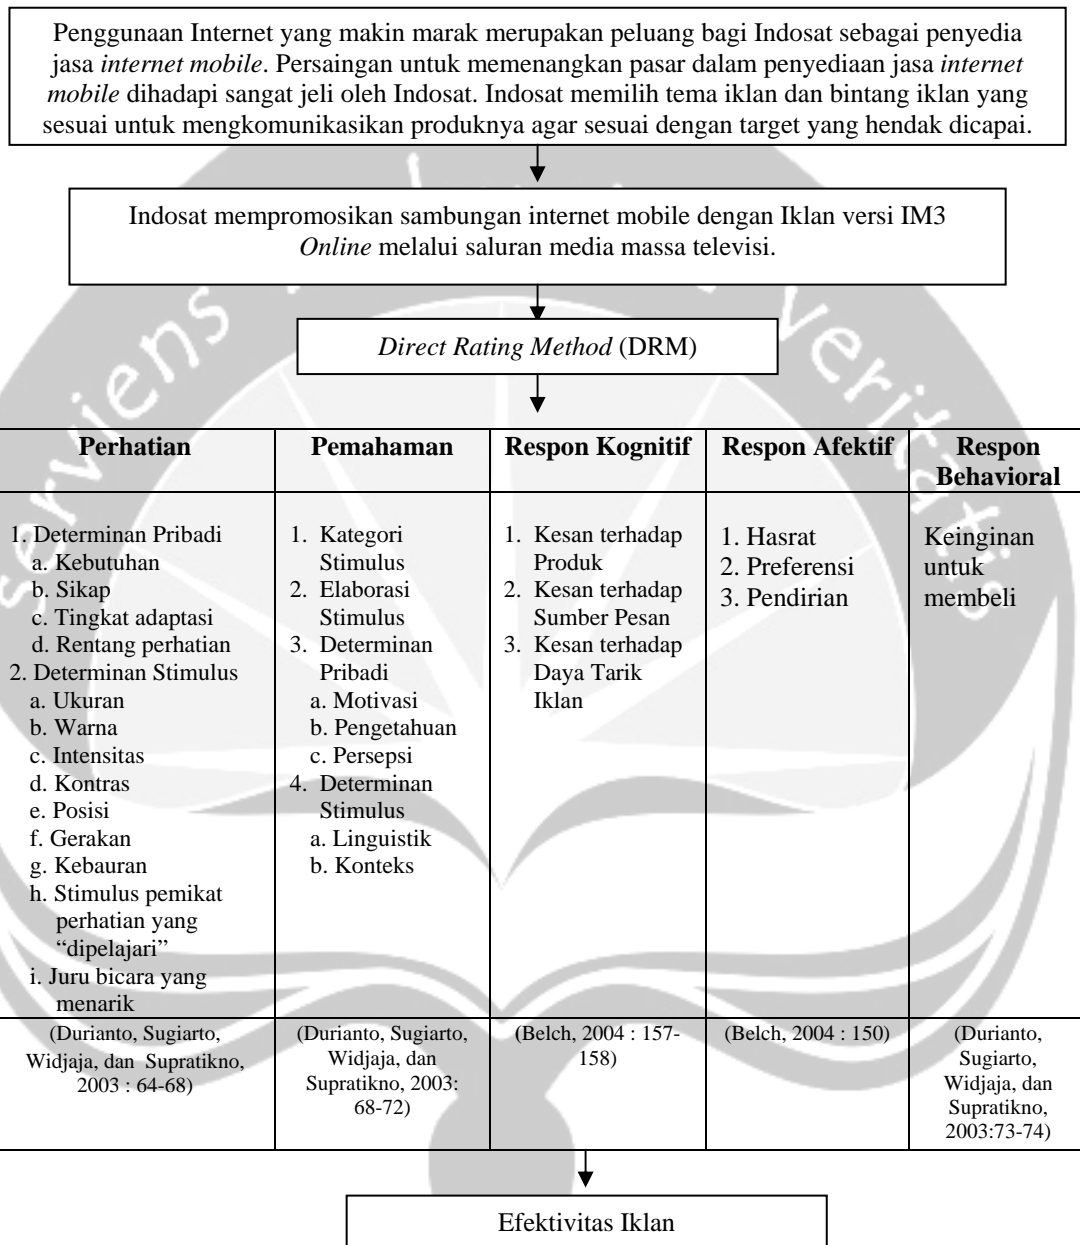 Penggunaan Internet yang makin marak merupakan peluang bagi Indosat sebagai penyedia
jasa internet mobile. Persaingan untuk memenangkan pasar dalam penyediaan jasa internet
mobile dihadapi sangat jeli oleh Indosat. Indosat memilih tema iklan dan bintang iklan yang
sesuai untuk mengkomunikasikan produknya agar sesuai dengan target yang hendak dicapai.
Indosat mempromosikan sambungan internet mobile dengan Iklan versi IM3
Online melalui saluran media massa televisi.
Direct Rating Method (DRM)
Perhatian
1. Determinan Pribadi
a. Kebutuhan
b. Sikap
c. Tingkat adaptasi
d. Rentang perhatian
2. Determinan Stimulus
a. Ukuran
b. Warna
c. Intensitas
d. Kontras
e. Posisi
f. Gerakan
g. Kebauran
h. Stimulus pemikat
perhatian yang
“dipelajari”
i. Juru bicara yang
menarik
(Durianto, Sugiarto,
Widjaja, dan Supratikno,
2003 : 64-68)
Pemahaman
1. Kategori
Stimulus
2. Elaborasi
Stimulus
3. Determinan
Pribadi
a. Motivasi
b. Pengetahuan
c. Persepsi
4. Determinan
Stimulus
a. Linguistik
b. Konteks
(Durianto, Sugiarto,
Widjaja, dan
Supratikno, 2003:
68-72)
Respon Kognitif
1. Kesan terhadap
Produk
2. Kesan terhadap
Sumber Pesan
3. Kesan terhadap
Daya Tarik
Iklan
(Belch, 2004 : 157-
158)
Respon Afektif
1. Hasrat
2. Preferensi
3. Pendirian
(Belch, 2004 : 150)
Respon
Behavioral
Keinginan
untuk
membeli
(Durianto,
Sugiarto,
Widjaja, dan
Supratikno,
2003:73-74)
Efektivitas Iklan
serviens
veritatis